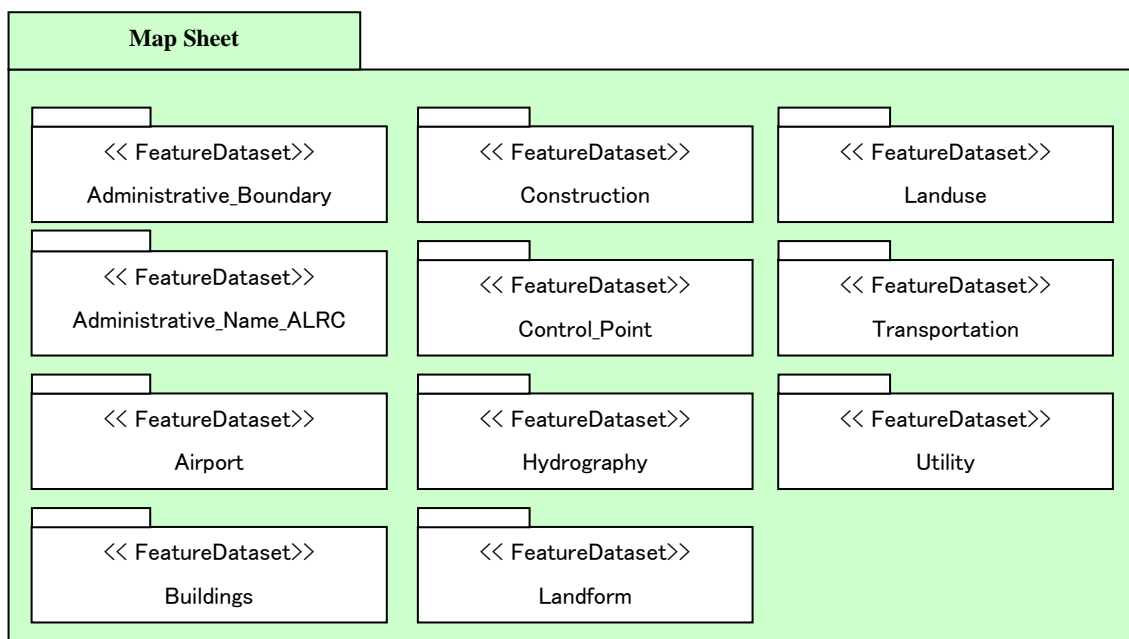 Map Sheet
<< FeatureDataset>>
Administrative_Boundary
<< FeatureDataset>>
Construction
<< FeatureDataset>>
Landuse
<< FeatureDataset>>
Administrative_Name_ALRC
<< FeatureDataset>>
Control_Point
<< FeatureDataset>>
Transportation
<< FeatureDataset>>
Airport
<< FeatureDataset>>
Hydrography
<< FeatureDataset>>
Utility
<< FeatureDataset>>
Buildings
<< FeatureDataset>>
Landform